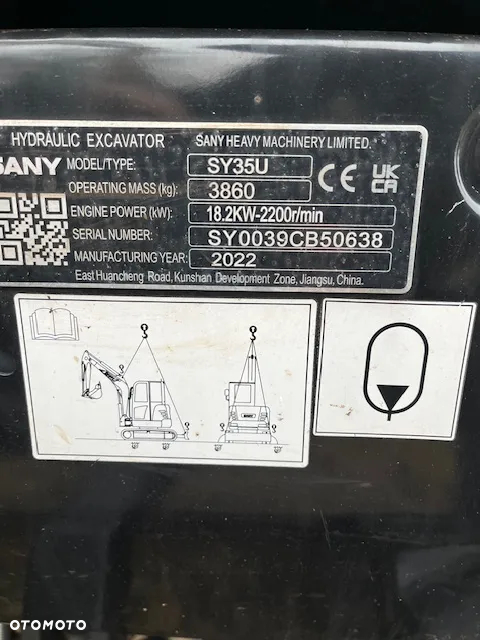 HYDRAULIC EXCAVATOR SANY HEAVY MACHINERY LIMITED.
SANY MODEL/TYPE: SY35U
OPERATING MASS (kg): 3860
ENGINE POWER (kW): 18.2KW-2200r/min
SERIAL NUMBER: SY0039CB50638
MANUFACTURING YEAR: 2022
CE UK CA
East Huancheng Road, Kunshan Development Zone, Jiangsu, China.
OTOMOTO